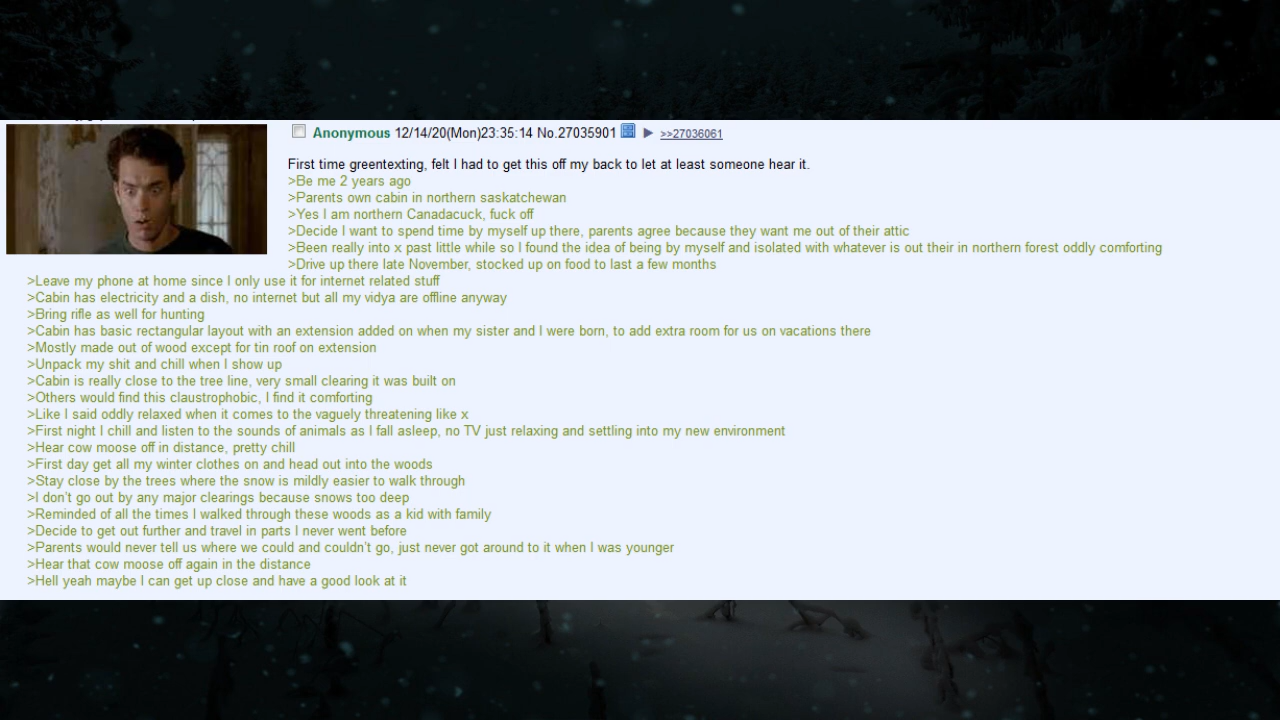 Anonymous 12/14/20(Mon)23:35:14 No.27035901 ▶ >>27036061
First time greentexting, felt I had to get this off my back to let at least someone hear it.
>Be me 2 years ago
>Parents own cabin in northern saskatchewan
>Yes I am northern Canadacuck, fuck off
>Decide I want to spend time by myself up there, parents agree because they want me out of their attic
>Been really into x past little while so I found the idea of being by myself and isolated with whatever is out their in northern forest oddly comforting
>Drive up there late November, stocked up on food to last a few months
>Leave my phone at home since I only use it for internet related stuff
>Cabin has electricity and a dish, no internet but all my vidya are offline anyway
>Bring rifle as well for hunting
>Cabin has basic rectangular layout with an extension added on when my sister and I were born, to add extra room for us on vacations there
>Mostly made out of wood except for tin roof on extension
>Unpack my shit and chill when I show up
>Cabin is really close to the tree line, very small clearing it was built on
>Others would find this claustrophobic, I find it comforting
>Like I said oddly relaxed when it comes to the vaguely threatening like x
>First night I chill and listen to the sounds of animals as I fall asleep, no TV just relaxing and settling into my new environment
>Hear cow moose off in distance, pretty chill
>First day get all my winter clothes on and head out into the woods
>Stay close by the trees where the snow is mildly easier to walk through
>I don't go out by any major clearings because snows too deep
>Reminded of all the times I walked through these woods as a kid with family
>Decide to get out further and travel in parts I never went before
>Parents would never tell us where we could and couldn't go, just never got around to it when I was younger
>Hear that cow moose off again in the distance
>Hell yeah maybe I can get up close and have a good look at it